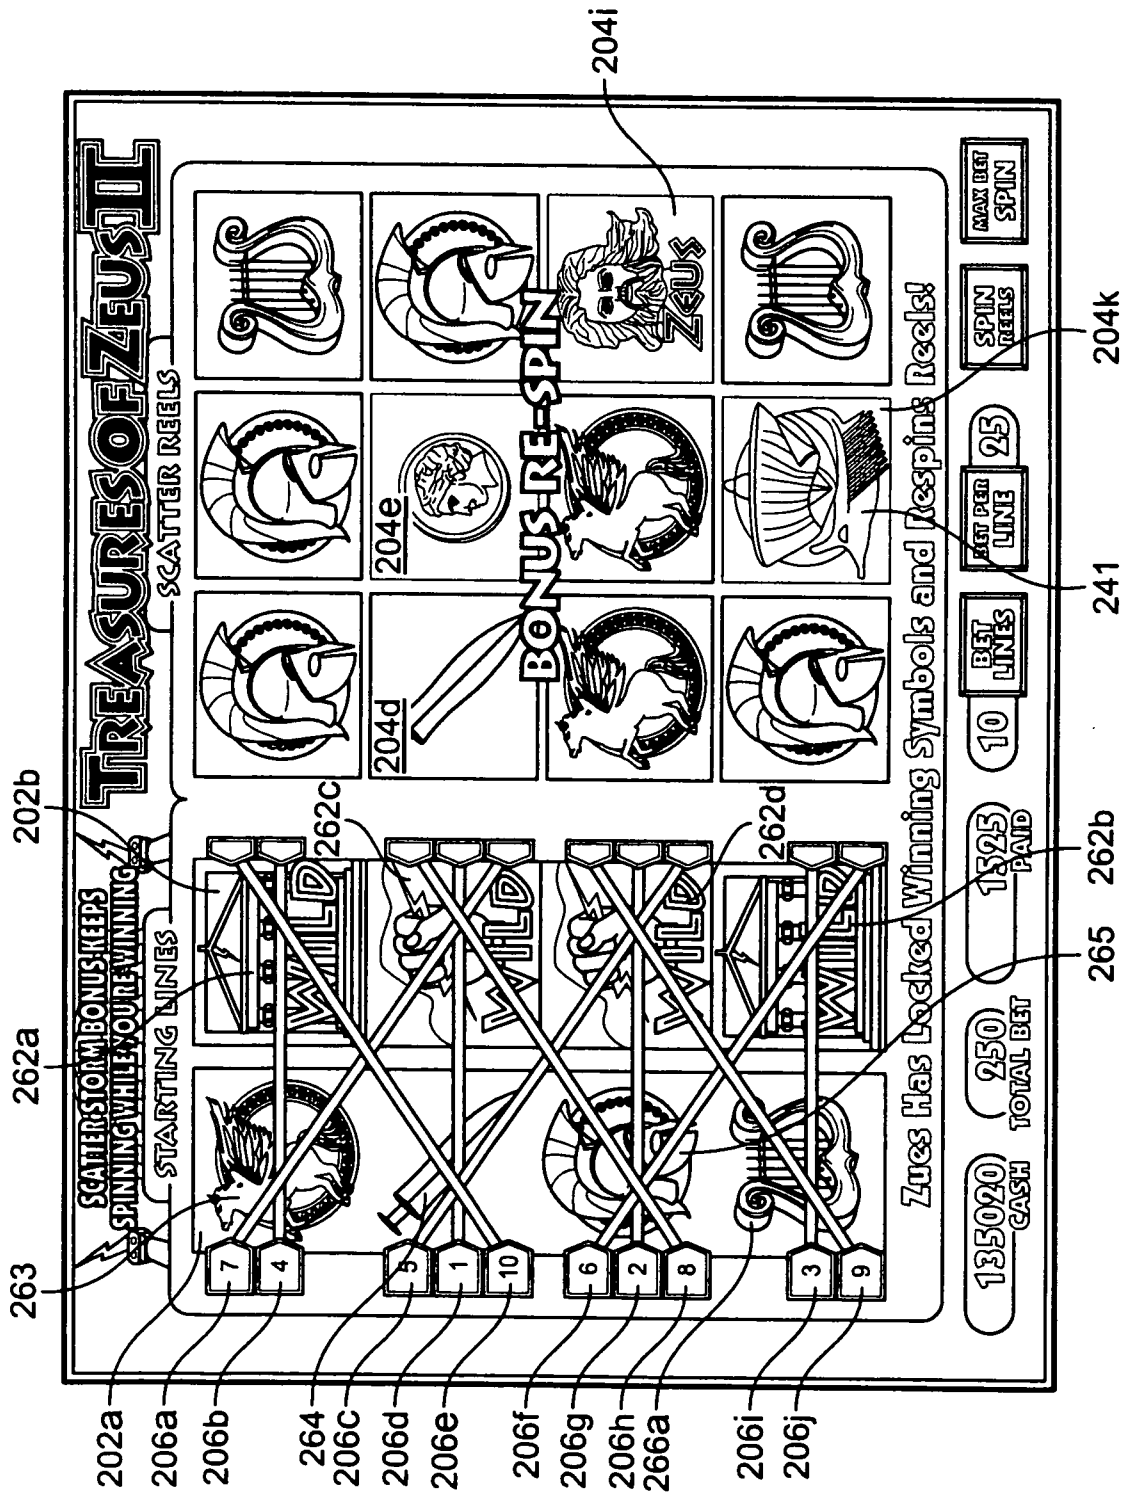 TREASURES OF ZEUS II
SCATTER STORM BONUS KEEPS
SPINNING WHILE YOU'RE WINNING
STARTING LINES
SCATTER REELS
202a
206a
206b
264
206c
206d
206e
206f
206g
206h
266a
206i
206j
263
262a
202b
262c
262d
262b
265
241
204k
204i
204d
204e
7
4
5
1
10
6
2
8
3
9
WILD
WILD
WILD
WILD
BONUS RE-SPIN
ZEUS
Zues Has Locked Winning Symbols and Respins Reels!
135020
CASH
250
TOTAL BET
1525
PAID
10
BET
LINES
BET PER
LINE
25
SPIN
REELS
MAX BET
SPIN